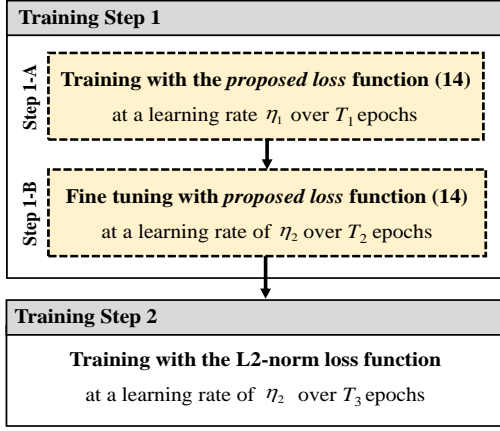 Training Step 1
Step 1-A
Training with the proposed loss function (14)
at a learning rate η₁ over T₁ epochs
Step 1-B
Fine tuning with proposed loss function (14)
at a learning rate of η₂ over T₂ epochs
Training Step 2
Training with the L2-norm loss function
at a learning rate of η₂ over T₃ epochs